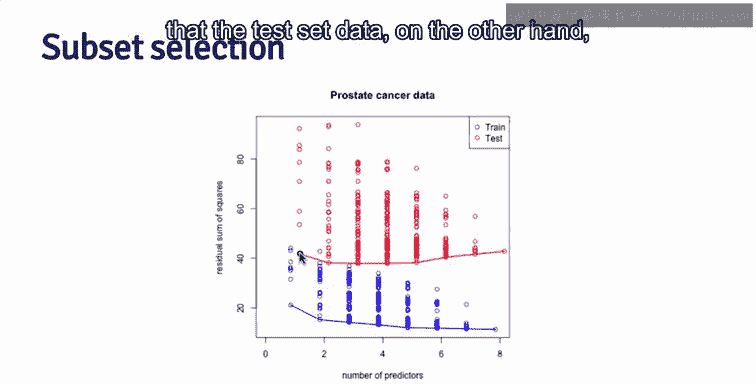 that the test set data, on the other hand,
Subset selection
Prostate cancer data
Train
Test
residual sum of squares
80
60
40
20
0 2 4 6 8
number of predictors